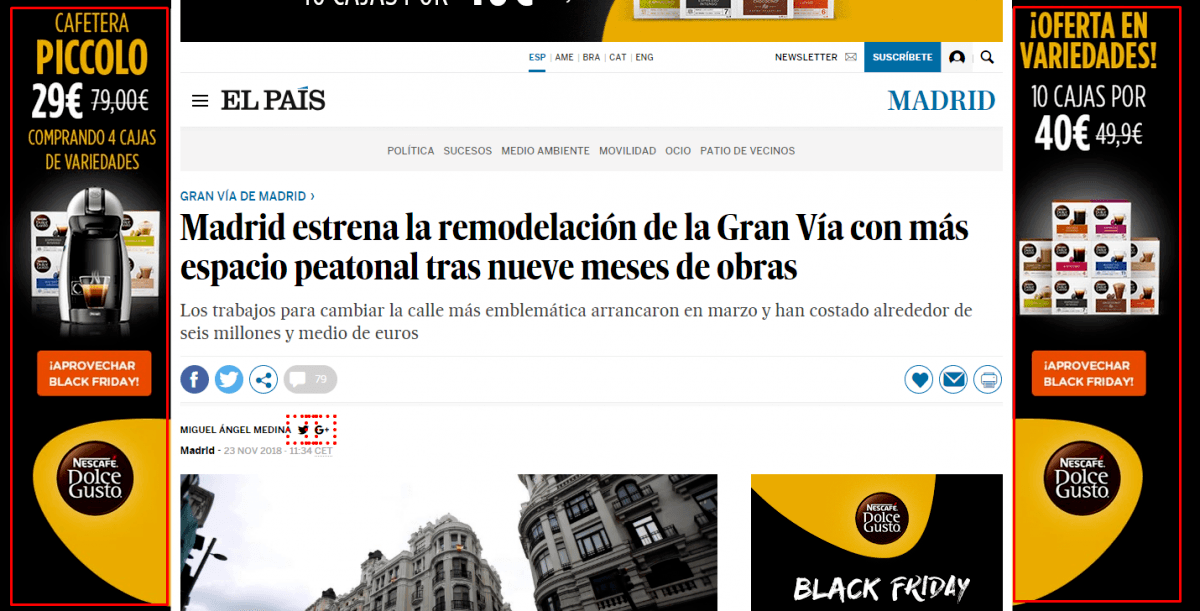 CAFETERA
PICCOLO
29€ 79,00€
COMPRANDO 4 CAJAS
DE VARIEDADES
¡APROVECHAR
BLACK FRIDAY!
NESCAFÉ
Dolce
Gusto
ESP | AME | BRA | CAT | ENG
NEWSLETTER
SUSCRÍBETE
EL PAÍS
MADRID
POLÍTICA SUCESOS MEDIO AMBIENTE MOVILIDAD OCIO PATIO DE VECINOS
GRAN VÍA DE MADRID ›
Madrid estrena la remodelación de la Gran Vía con más
espacio peatonal tras nueve meses de obras
Los trabajos para cambiar la calle más emblemática arrancaron en marzo y han costado alrededor de
seis millones y medio de euros
79
MIGUEL ÁNGEL MEDINA G+
Madrid - 23 NOV 2018 - 11:34 CET
NESCAFÉ
Dolce
Gusto
BLACK FRIDAY
¡OFERTA EN
VARIEDADES!
10 CAJAS POR
40€ 49,9€
¡APROVECHAR
BLACK FRIDAY!
NESCAFÉ
Dolce
Gusto